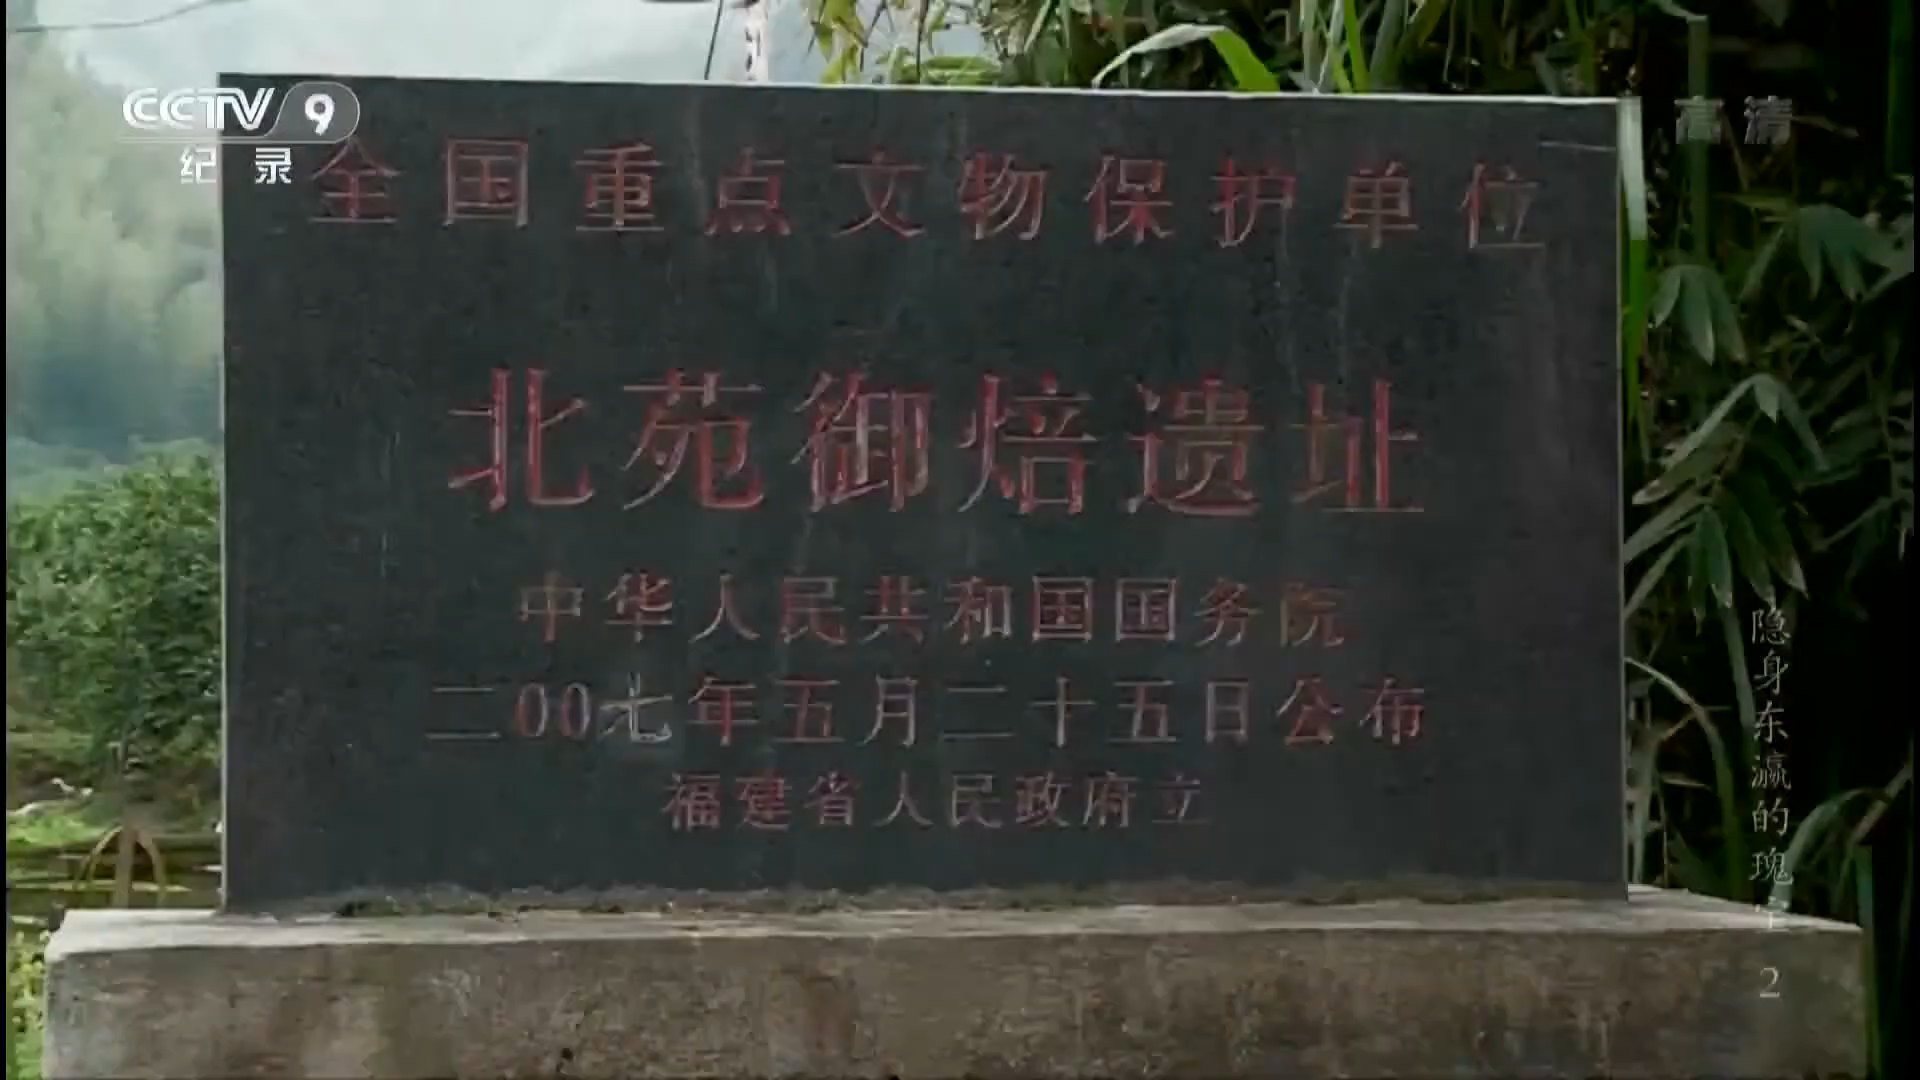 CCTV 9
纪录
高清
全国重点文物保护单位
北苑御焙遗址
中华人民共和国国务院
二00七年五月二十五日公布
福建省人民政府立
隐身东瀛的瑰宝 2